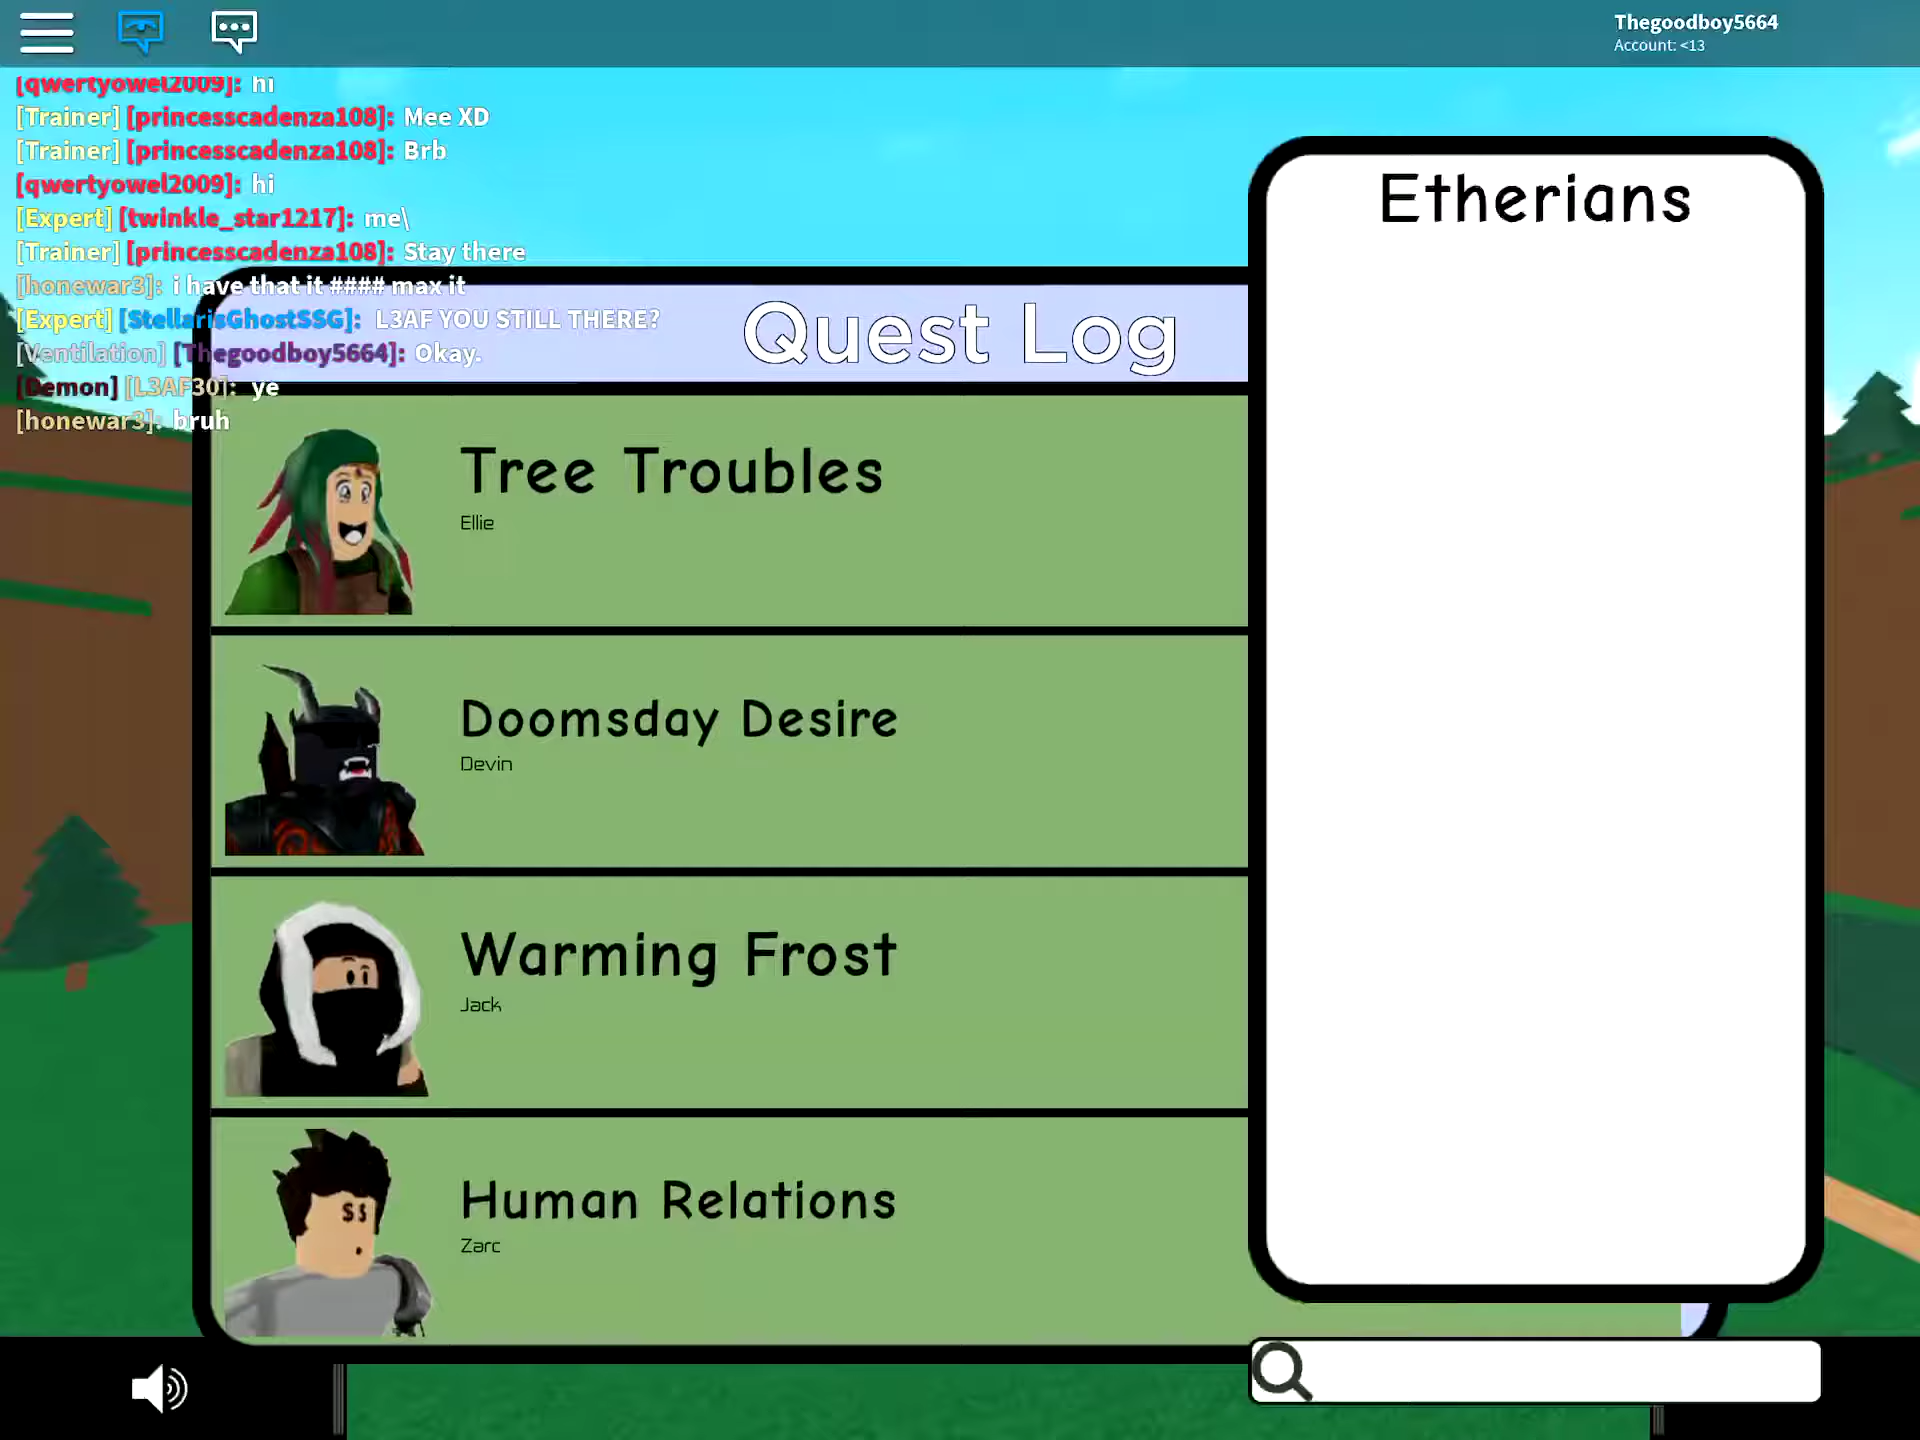 Thegoodboy5664
Account: <13
[qwertyowel2009]: hi
[Trainer] [princesscadenza108]: Mee XD
[Trainer] [princesscadenza108]: Brb
[qwertyowel2009]: hi
[Expert] [twinkle_star1217]: me\
[Trainer] [princesscadenza108]: Stay there
[honewar3]: i have that it #### max it
[Expert] [StellarisGhostSSG]: L3AF YOU STILL THERE?
[Ventilation] [Thegoodboy5664]: Okay.
[Demon] [L3AF30]: ye
[honewar3]: bruh
Quest Log
Tree Troubles
Ellie
Doomsday Desire
Devin
Warming Frost
Jack
Human Relations
Zarc
Etherians
$$